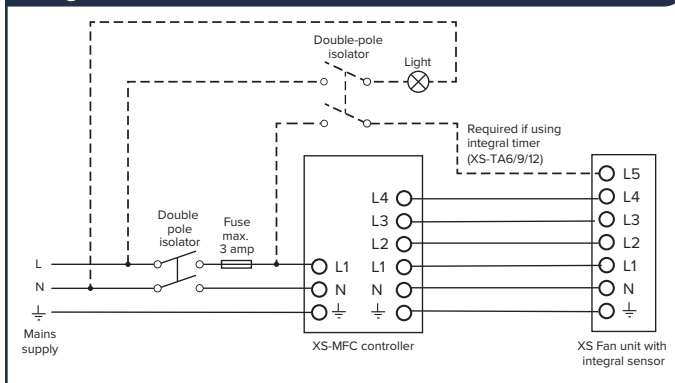 Double-pole
isolator
Light
Required if using
integral timer
(XS-TA6/9/12)
Double
pole
isolator
Fuse
max.
3 amp
L
N
Mains
supply
L1
N
L4
L3
L2
L1
N
XS-MFC controller
L5
L4
L3
L2
L1
N
XS Fan unit with
integral sensor